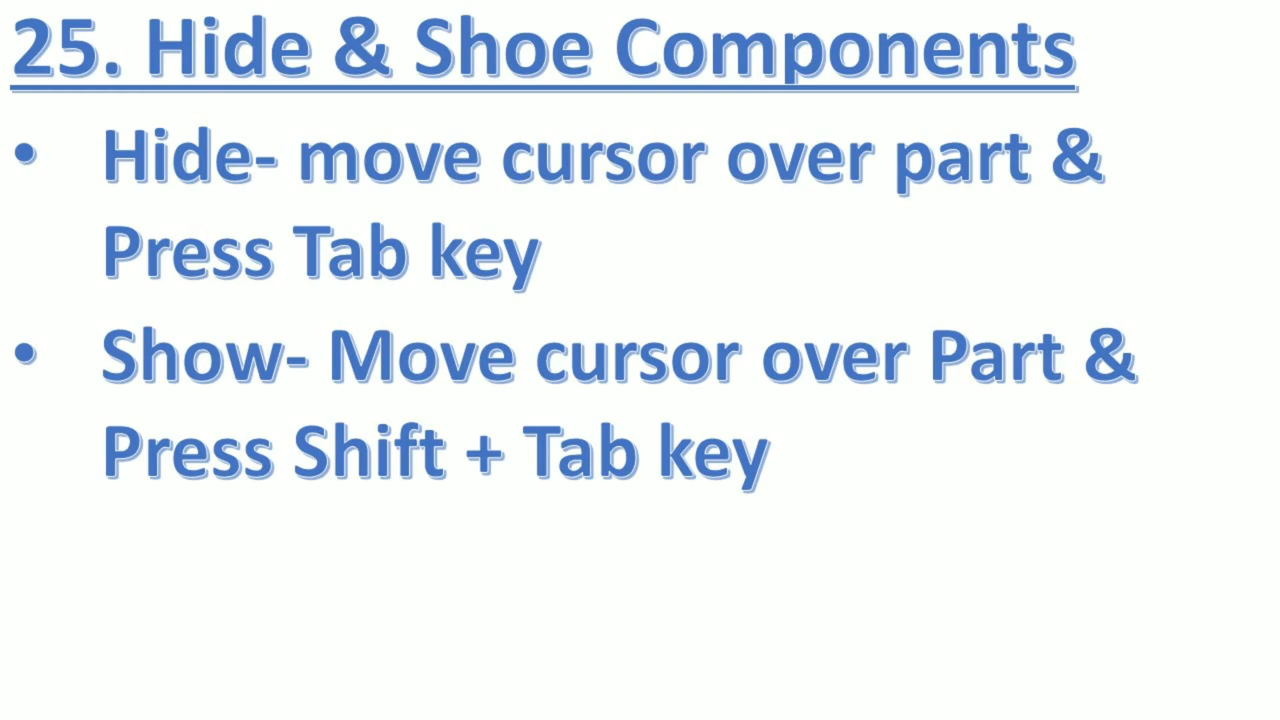 25. Hide & Shoe Components
• Hide- move cursor over part &
Press Tab key
• Show- Move cursor over Part &
Press Shift + Tab key